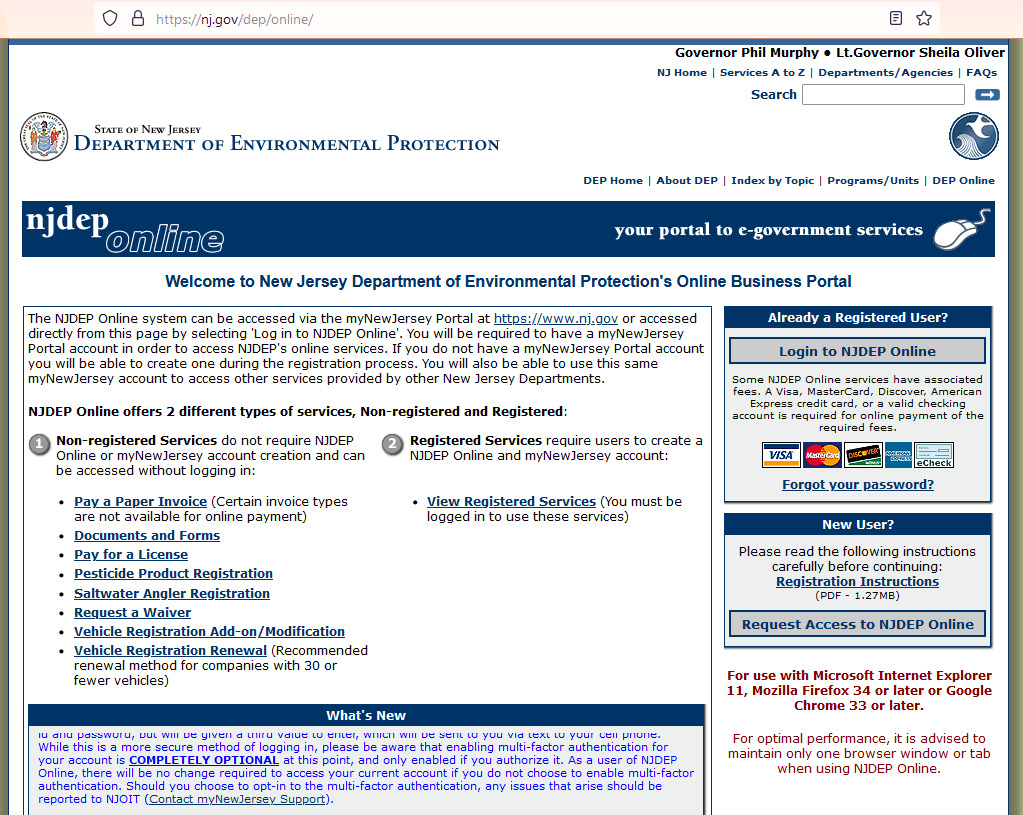 https://nj.gov/dep/online/
Governor Phil Murphy • Lt.Governor Sheila Oliver
NJ Home | Services A to Z | Departments/Agencies | FAQs
Search
STATE OF NEW JERSEY
DEPARTMENT OF ENVIRONMENTAL PROTECTION
DEP Home | About DEP | Index by Topic | Programs/Units | DEP Online
njdep
online
your portal to e-government services
Welcome to New Jersey Department of Environmental Protection's Online Business Portal
The NJDEP Online system can be accessed via the myNewJersey Portal at https://www.nj.gov or accessed
directly from this page by selecting 'Log in to NJDEP Online'. You will be required to have a myNewJersey
Portal account in order to access NJDEP's online services. If you do not have a myNewJersey Portal account
you will be able to create one during the registration process. You will also be able to use this same
myNewJersey account to access other services provided by other New Jersey Departments.
NJDEP Online offers 2 different types of services, Non-registered and Registered:
1 Non-registered Services do not require NJDEP
Online or myNewJersey account creation and can
be accessed without logging in:
• Pay a Paper Invoice (Certain invoice types
are not available for online payment)
• Documents and Forms
• Pay for a License
• Pesticide Product Registration
• Saltwater Angler Registration
• Request a Waiver
• Vehicle Registration Add-on/Modification
• Vehicle Registration Renewal (Recommended
renewal method for companies with 30 or
fewer vehicles)
2 Registered Services require users to create a
NJDEP Online and myNewJersey account:
• View Registered Services (You must be
logged in to use these services)
What's New
id and password, but will be given a third value to enter, which will be sent to you via text to your cell phone.
While this is a more secure method of logging in, please be aware that enabling multi-factor authentication for
your account is COMPLETELY OPTIONAL at this point, and only enabled if you authorize it. As a user of NJDEP
Online, there will be no change required to access your current account if you do not choose to enable multi-factor
authentication. Should you choose to opt-in to the multi-factor authentication, any issues that arise should be
reported to NJOIT (Contact myNewJersey Support).
Already a Registered User?
Login to NJDEP Online
Some NJDEP Online services have associated
fees. A Visa, MasterCard, Discover, American
Express credit card, or a valid checking
account is required for online payment of the
required fees.
VISA MasterCard DISCOVER AMERICAN EXPRESS eCheck
Forgot your password?
New User?
Please read the following instructions
carefully before continuing:
Registration Instructions
(PDF - 1.27MB)
Request Access to NJDEP Online
For use with Microsoft Internet Explorer
11, Mozilla Firefox 34 or later or Google
Chrome 33 or later.
For optimal performance, it is advised to
maintain only one browser window or tab
when using NJDEP Online.